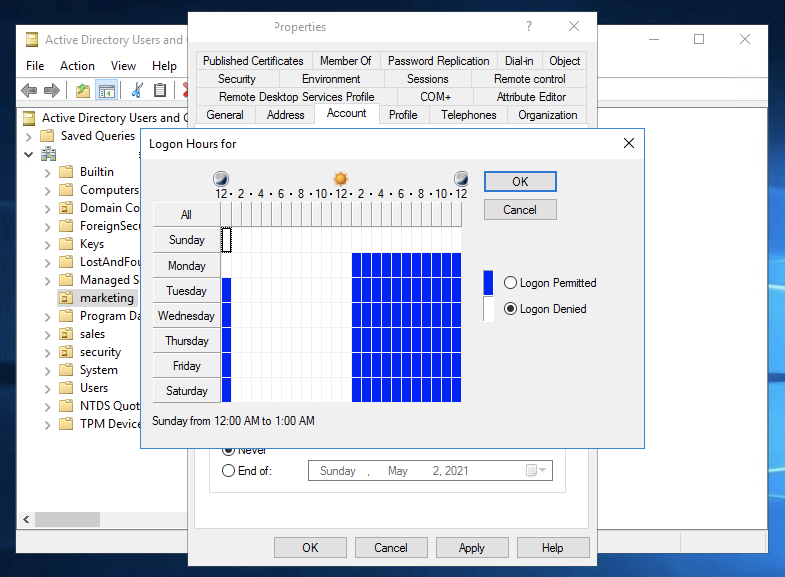 Properties
Active Directory Users and
File Action View Help
Published Certificates Member Of Password Replication Dial-in Object
Security Environment Sessions Remote control
Remote Desktop Services Profile COM+ Attribute Editor
General Address Account Profile Telephones Organization
Active Directory Users and
Saved Queries
Builtin
Computers
Domain Co
ForeignSec
Keys
LostAndFou
Managed S
marketing
Program Da
sales
security
System
Users
NTDS Quot
TPM Device
Logon Hours for
12 · 2 · 4 · 6 · 8 · 10 · 12 · 2 · 4 · 6 · 8 · 10 · 12
All
Sunday
Monday
Tuesday
Wednesday
Thursday
Friday
Saturday
OK
Cancel
Logon Permitted
Logon Denied
Sunday from 12:00 AM to 1:00 AM
Never
End of: Sunday , May 2, 2021
OK Cancel Apply Help